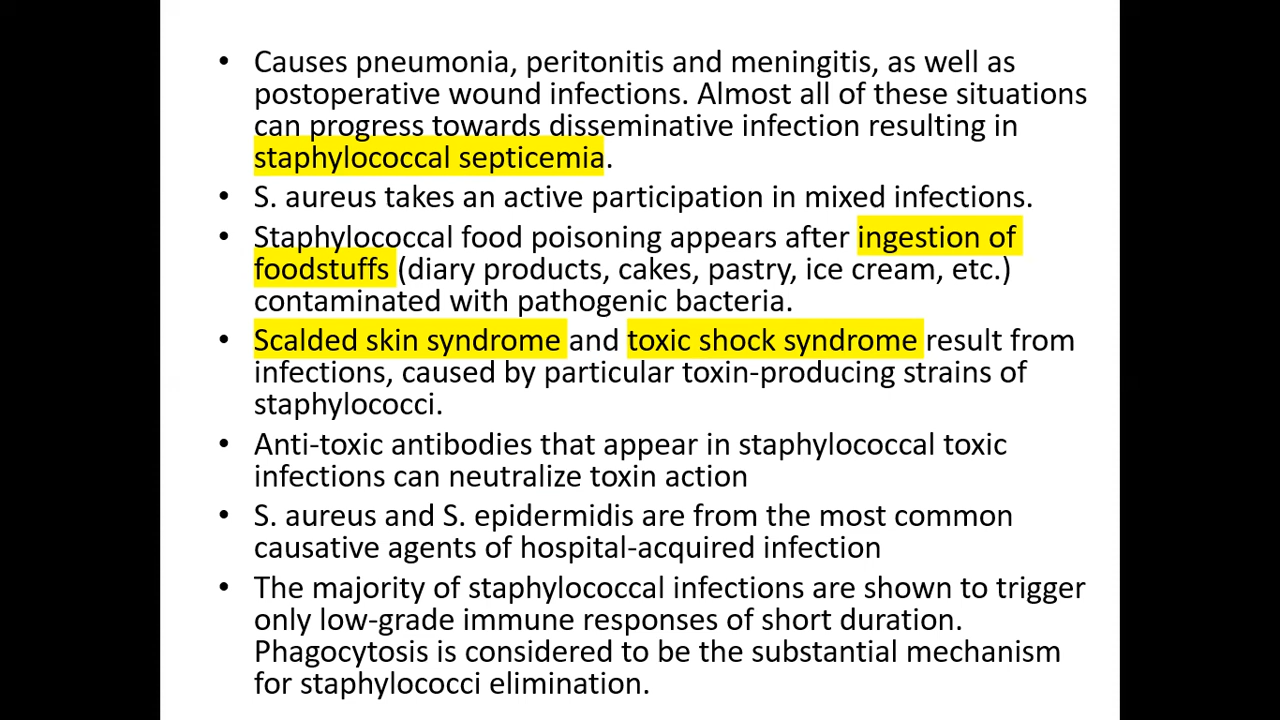 • Causes pneumonia, peritonitis and meningitis, as well as
postoperative wound infections. Almost all of these situations
can progress towards disseminative infection resulting in
staphylococcal septicemia.
• S. aureus takes an active participation in mixed infections.
• Staphylococcal food poisoning appears after ingestion of
foodstuffs (diary products, cakes, pastry, ice cream, etc.)
contaminated with pathogenic bacteria.
• Scalded skin syndrome and toxic shock syndrome result from
infections, caused by particular toxin-producing strains of
staphylococci.
• Anti-toxic antibodies that appear in staphylococcal toxic
infections can neutralize toxin action
• S. aureus and S. epidermidis are from the most common
causative agents of hospital-acquired infection
• The majority of staphylococcal infections are shown to trigger
only low-grade immune responses of short duration.
Phagocytosis is considered to be the substantial mechanism
for staphylococci elimination.